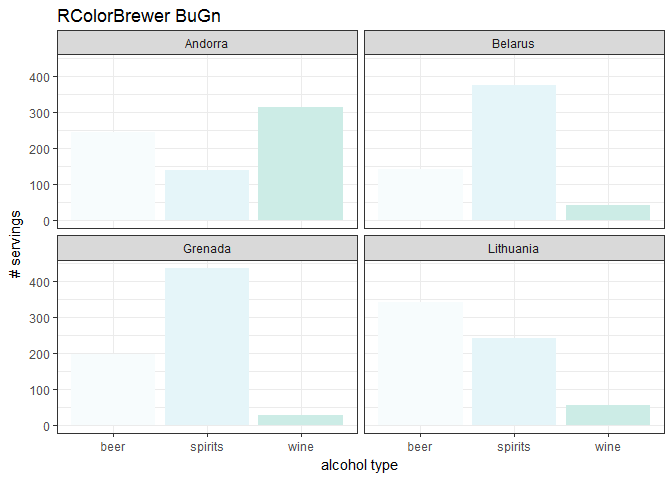 RColorBrewer BuGn
Andorra
Belarus
400
300
200
100
0
# servings
Grenada
Lithuania
400
300
200
100
0
beer
spirits
wine
beer
spirits
wine
alcohol type